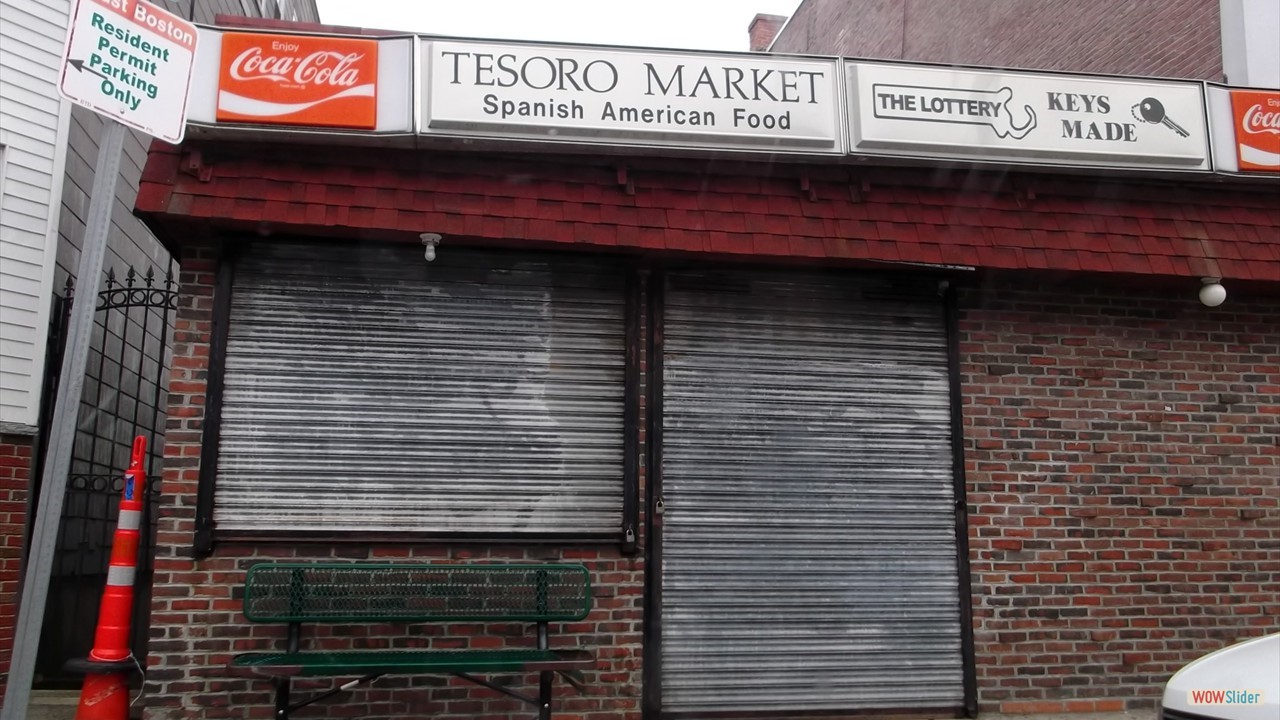 st Boston
Resident
Permit
Parking
Only
Enjoy
Coca-Cola
TESORO MARKET
Spanish American Food
THE LOTTERY
KEYS
MADE
Coca
WOWSlider